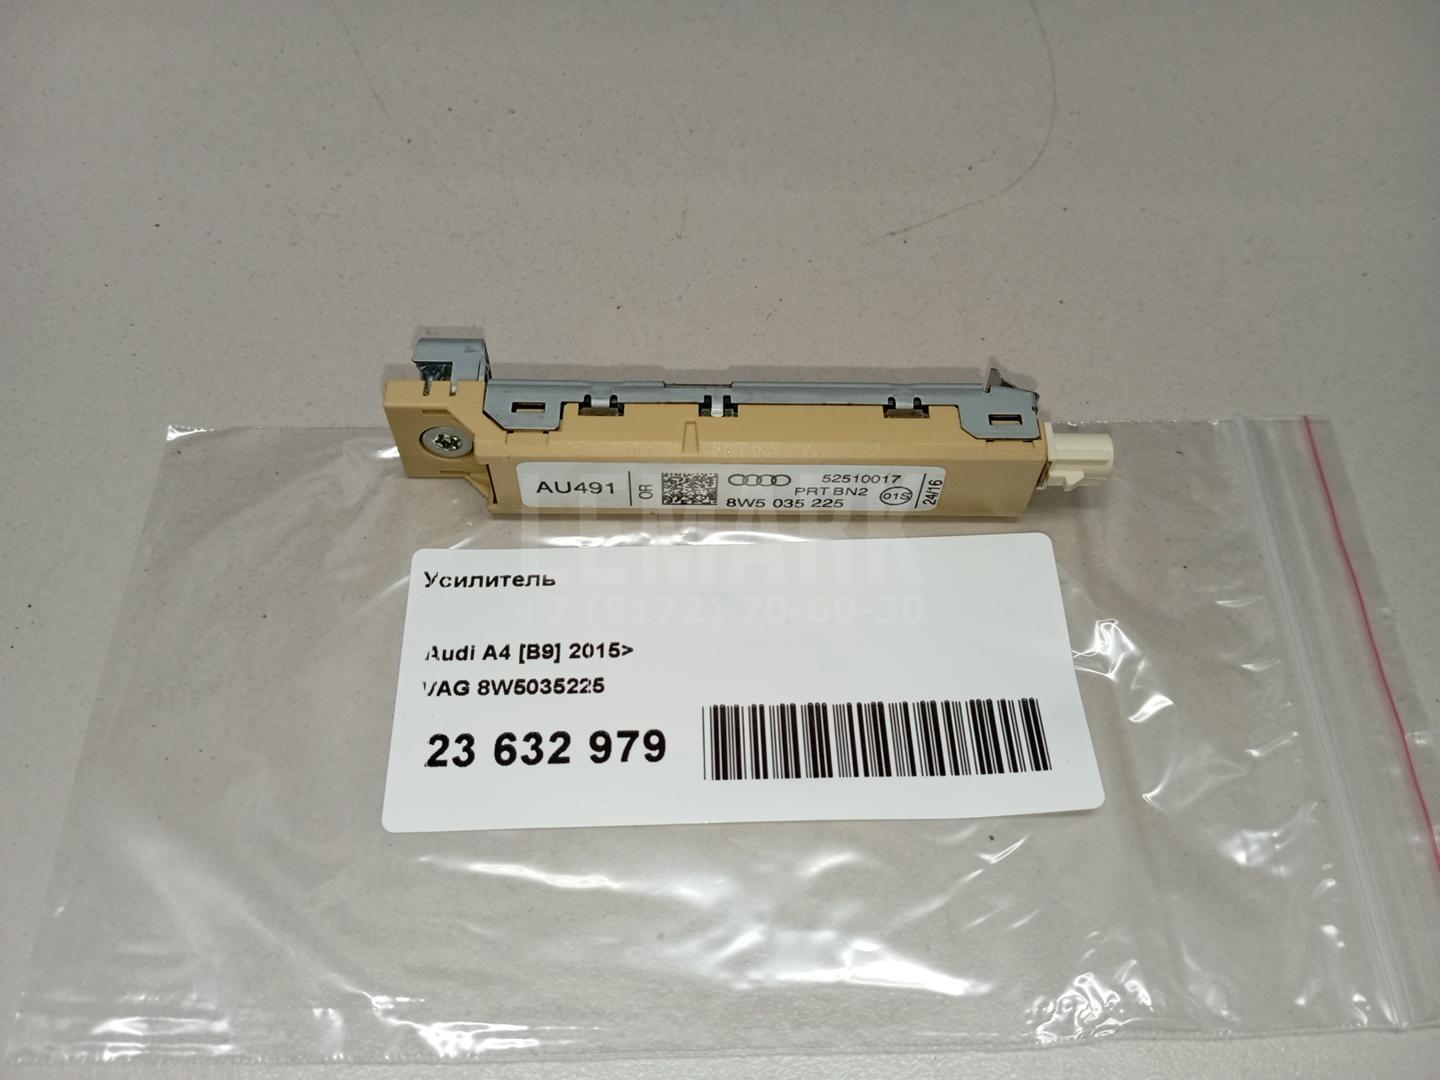 AU491
OR
52510017
PRT BN2
8W5 035 225
01S
24/16
ELMARK
+7 (8172) 70-60-30
Усилитель
Audi A4 [B9] 2015>
VAG 8W5035225
23 632 979